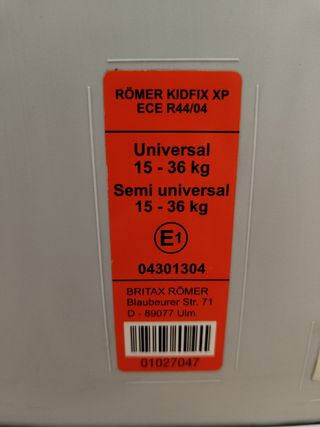 RÖMER KIDFIX XP
ECE R44/04
Universal
15 - 36 kg
Semi universal
15 - 36 kg
E1
04301304
BRITAX RÖMER
Blaubeurer Str. 71
D - 89077 Ulm
01027047